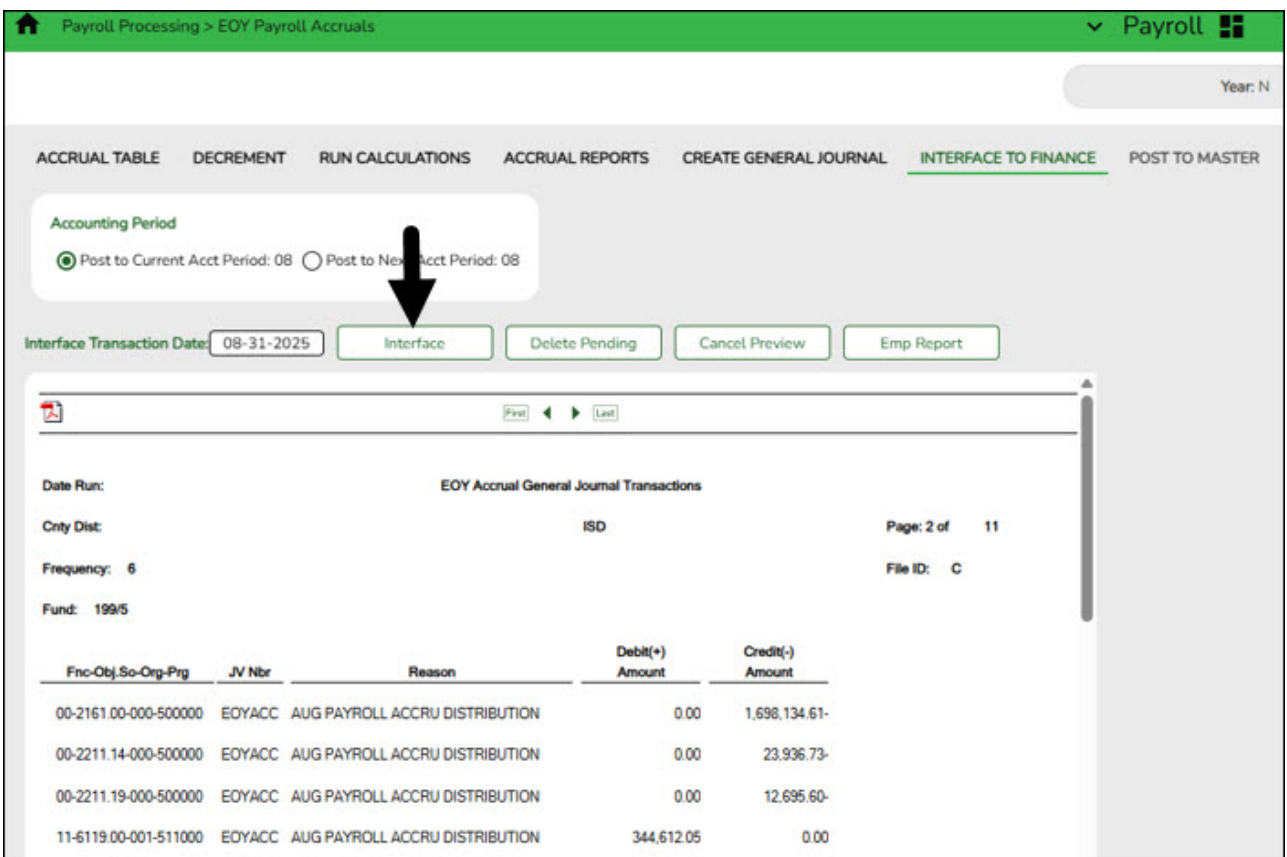 Payroll Processing > EOY Payroll Accruals Payroll
Year: N
ACCRUAL TABLE DECREMENT RUN CALCULATIONS ACCRUAL REPORTS CREATE GENERAL JOURNAL INTERFACE TO FINANCE POST TO MASTER
Accounting Period
Post to Current Acct Period: 08 Post to Nex Acct Period: 08
Interface Transaction Date: 08-31-2025 Interface Delete Pending Cancel Preview Emp Report
First Last
Date Run: EOY Accrual General Journal Transactions
Cnty Dist: ISD Page: 2 of 11
Frequency: 6 File ID: C
Fund: 199/5
Debit(+) Credit(-)
Fnc-Obj.So-Org-Prg JV Nbr Reason Amount Amount
00-2161.00-000-500000 EOYACC AUG PAYROLL ACCRU DISTRIBUTION 0.00 1,698,134.61-
00-2211.14-000-500000 EOYACC AUG PAYROLL ACCRU DISTRIBUTION 0.00 23,936.73-
00-2211.19-000-500000 EOYACC AUG PAYROLL ACCRU DISTRIBUTION 0.00 12,695.60-
11-6119.00-001-511000 EOYACC AUG PAYROLL ACCRU DISTRIBUTION 344,612.05 0.00